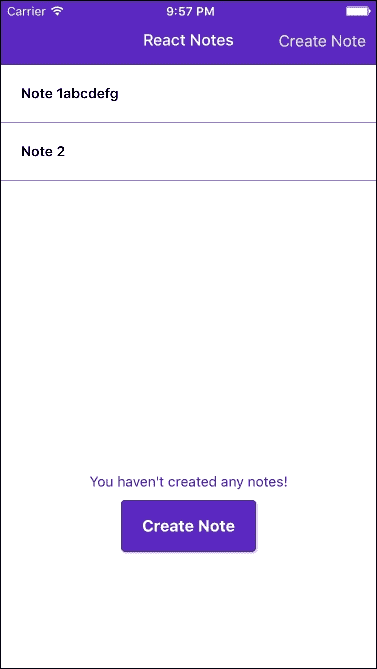 Carrier 9:57 PM
React Notes Create Note
Note 1abcdefg
Note 2
You haven't created any notes!
Create Note